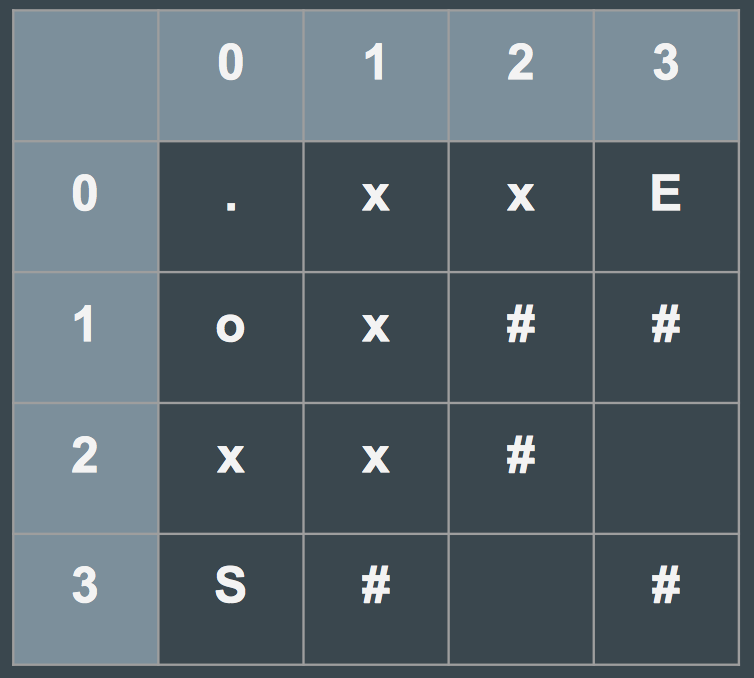 0 1 2 3
0 . x x E
1 o x # #
2 x x #
3 S # #